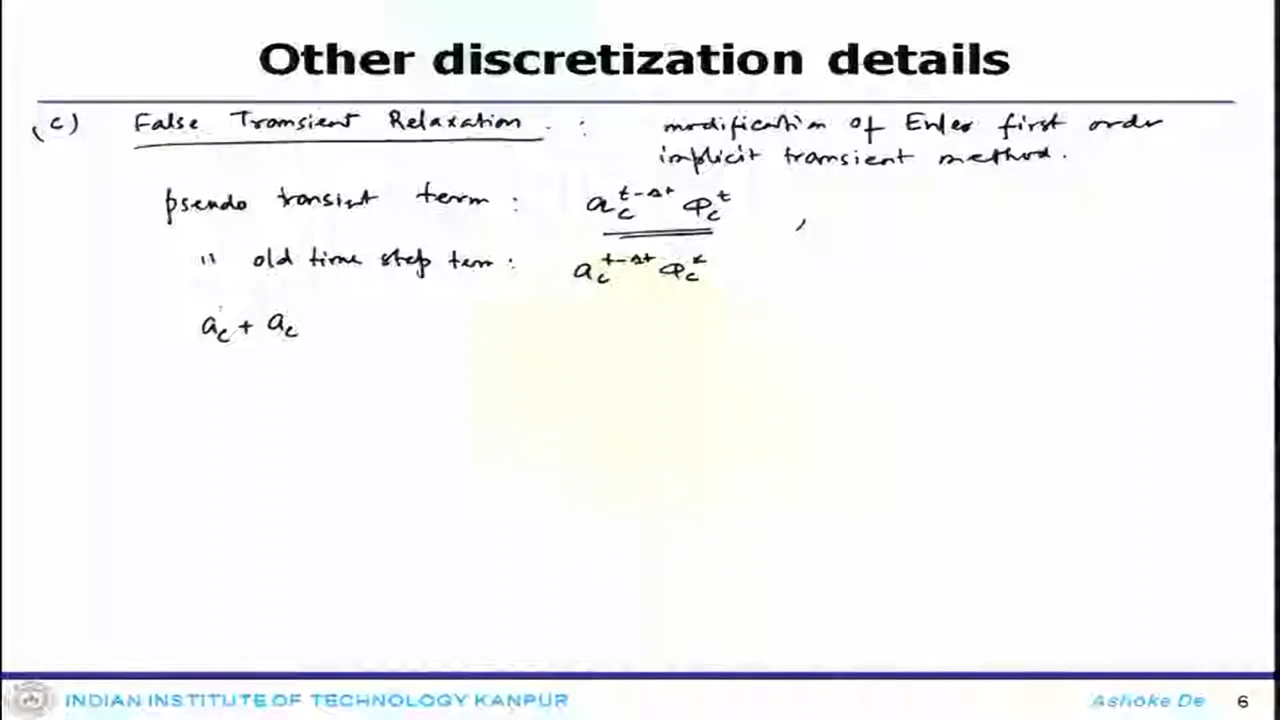 Other discretization details
(c) False Transient Relaxation : modification of Euler first order
implicit transient method.
pseudo transient term : a_c^{t-Δt} φ_c^t ,
" old time step term : a_c^{t-Δt} φ_c^*
a_c + a_c
INDIAN INSTITUTE OF TECHNOLOGY KANPUR
Ashoke De 6